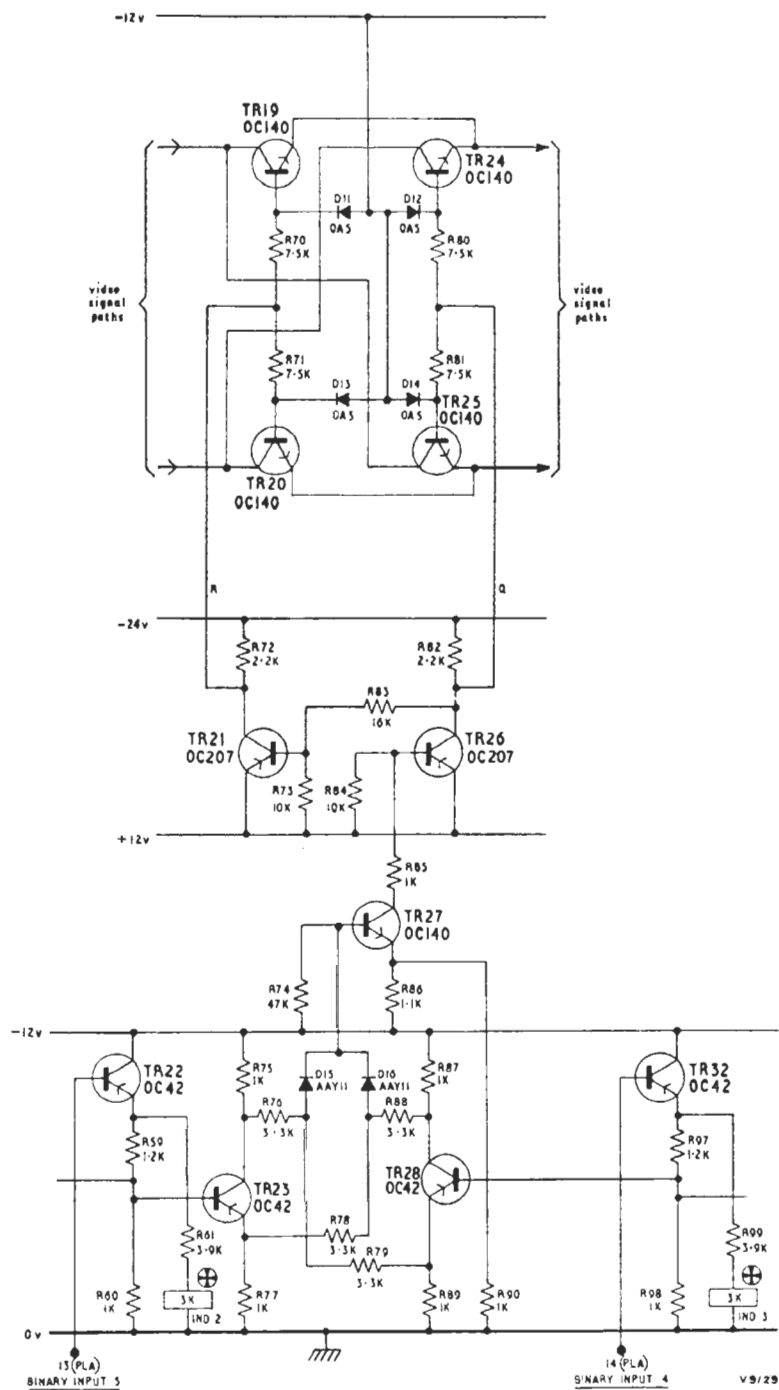 -12v
TR19
OC140
TR24
OC140
D11
OA5
D12
OA5
R70
7·5K
R80
7·5K
video
signal
paths
video
signal
paths
R71
7·5K
R81
7·5K
D13
OA5
D14
OA5
TR25
OC140
TR20
OC140
R
Q
-24v
R72
2·2K
R82
2·2K
R83
16K
TR21
OC207
TR26
OC207
R73
10K
R84
10K
+12v
R85
1K
TR27
OC140
R74
47K
R86
1·1K
-12v
TR22
OC42
R75
1K
D15
AAY11
D16
AAY11
R87
1K
TR32
OC42
R76
3·3K
R88
3·3K
R59
1·2K
R97
1·2K
TR23
OC42
TR28
OC42
R61
3·9K
R78
3·3K
R79
3·3K
R99
3·9K
R60
1K
3K
IND 2
R77
1K
R89
1K
R90
1K
R98
1K
3K
IND 3
0v
13 (PLA)
BINARY INPUT 5
14 (PLA)
BINARY INPUT 4
V9/29